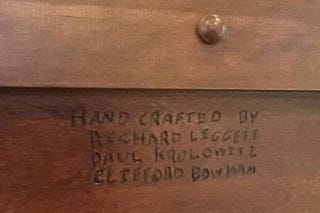 HAND CRAFTED BY
RICHARD LIGGETT
PAUL KROLOWITZ
CLIFFORD BOWMAN